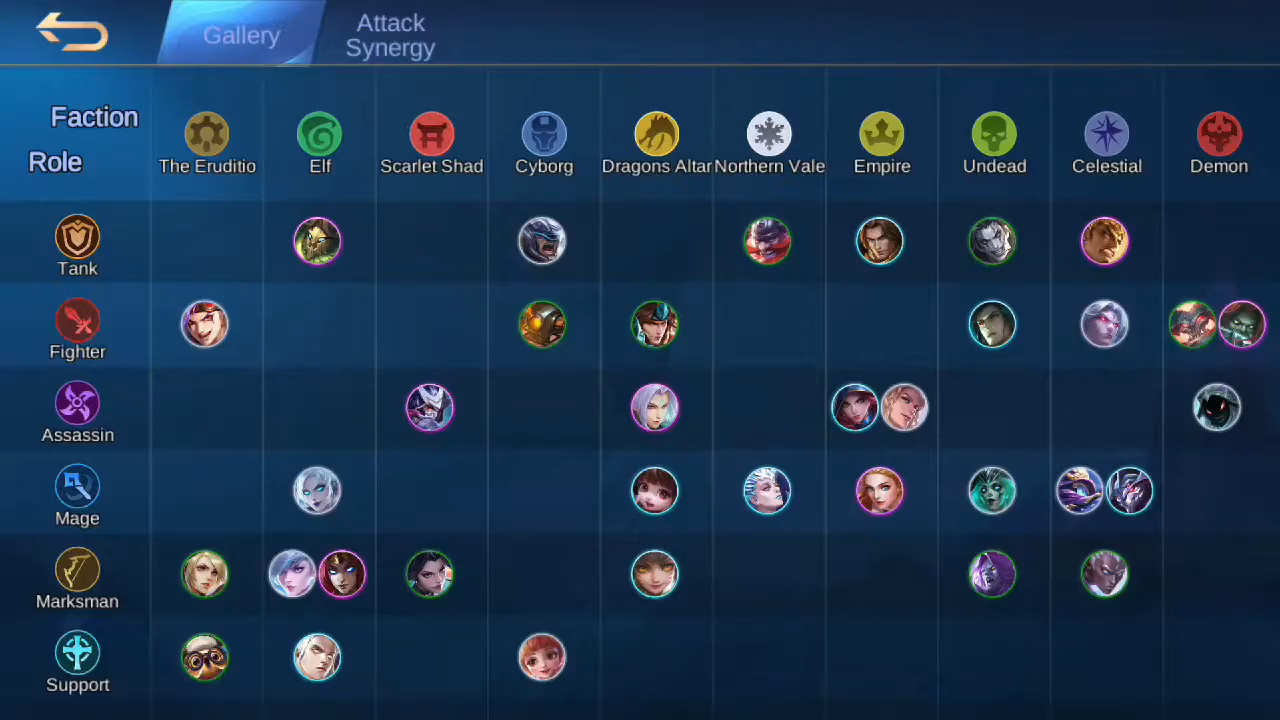 Gallery
Attack
Synergy
Faction
Role
The Eruditio
Elf
Scarlet Shad
Cyborg
Dragons Altar
Northern Vale
Empire
Undead
Celestial
Demon
Tank
Fighter
Assassin
Mage
Marksman
Support